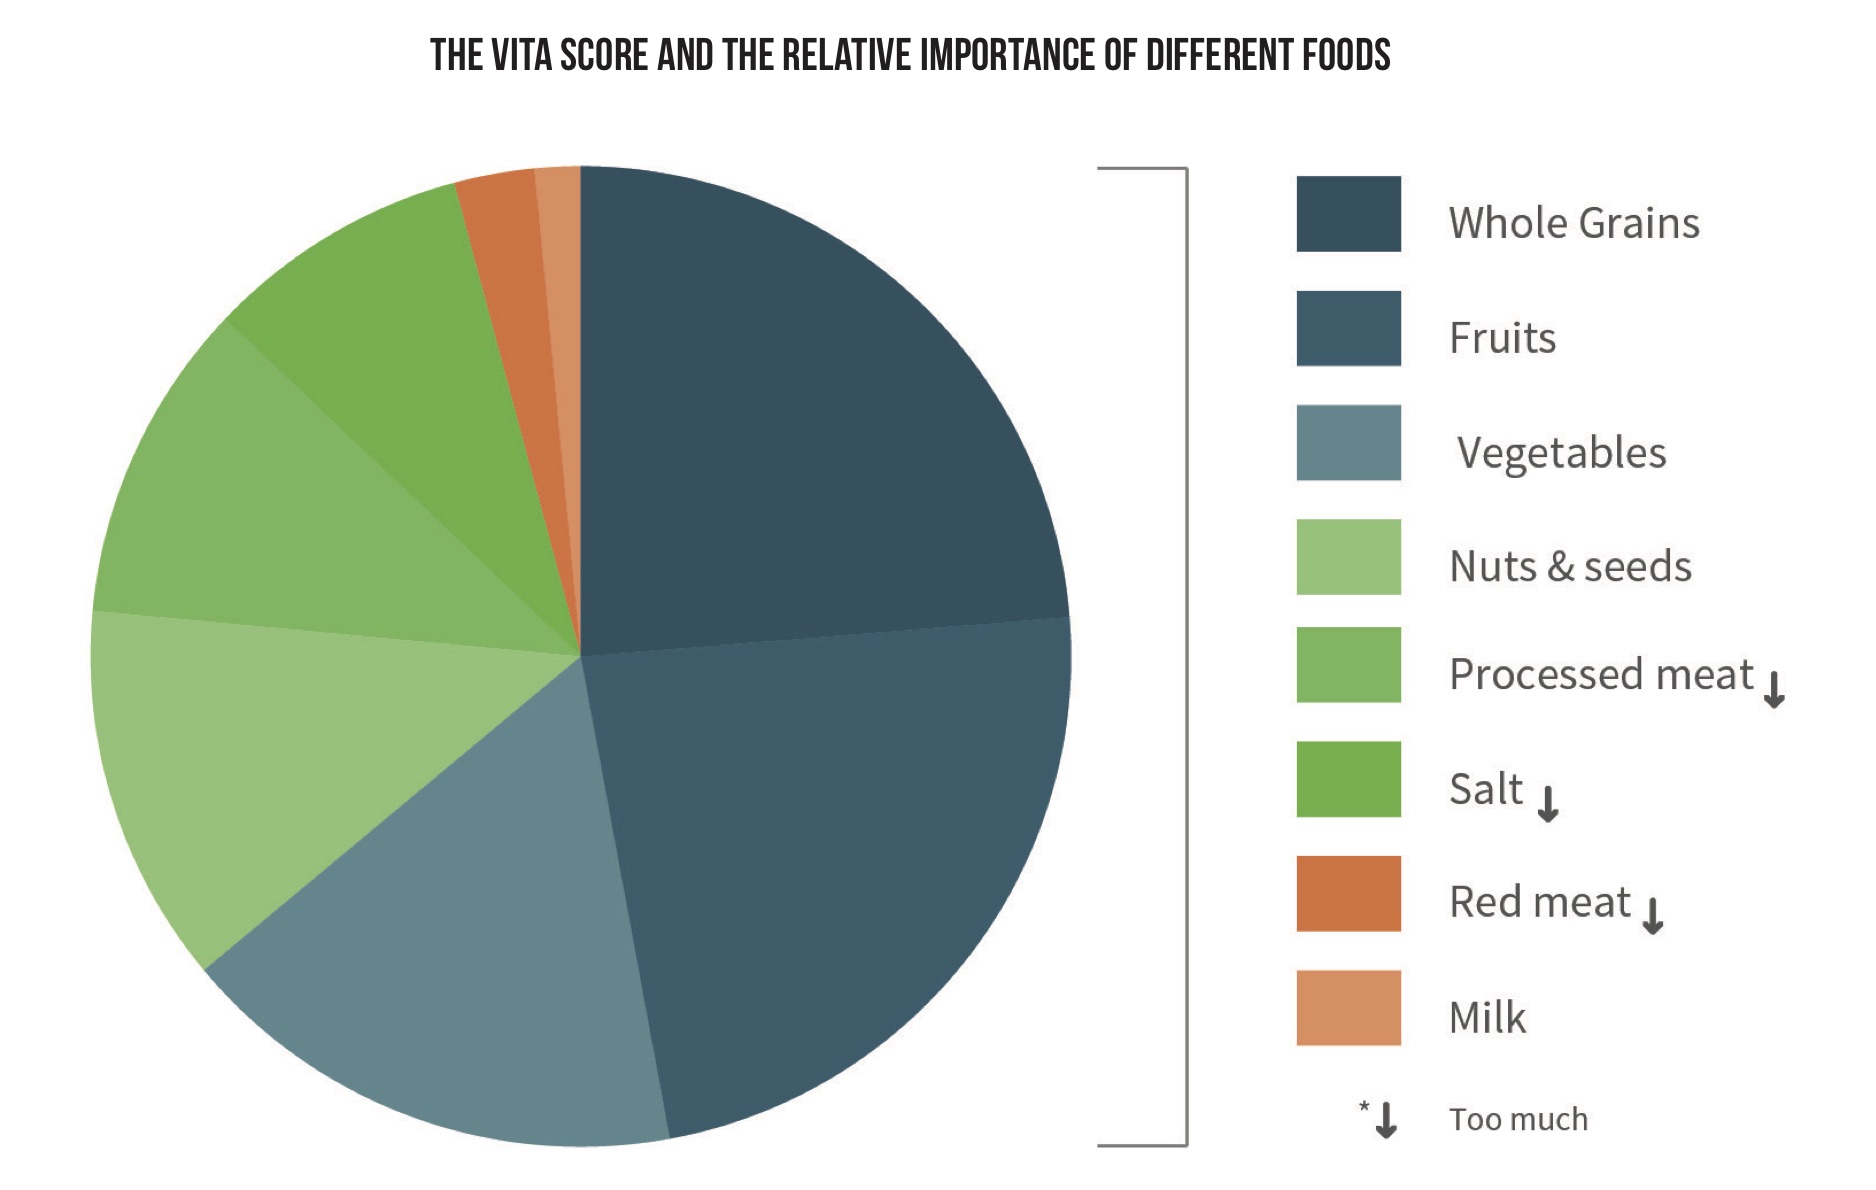 THE VITA SCORE AND THE RELATIVE IMPORTANCE OF DIFFERENT FOODS
Whole Grains
Fruits
Vegetables
Nuts & seeds
Processed meat ↓
Salt ↓
Red meat ↓
Milk
*↓ Too much